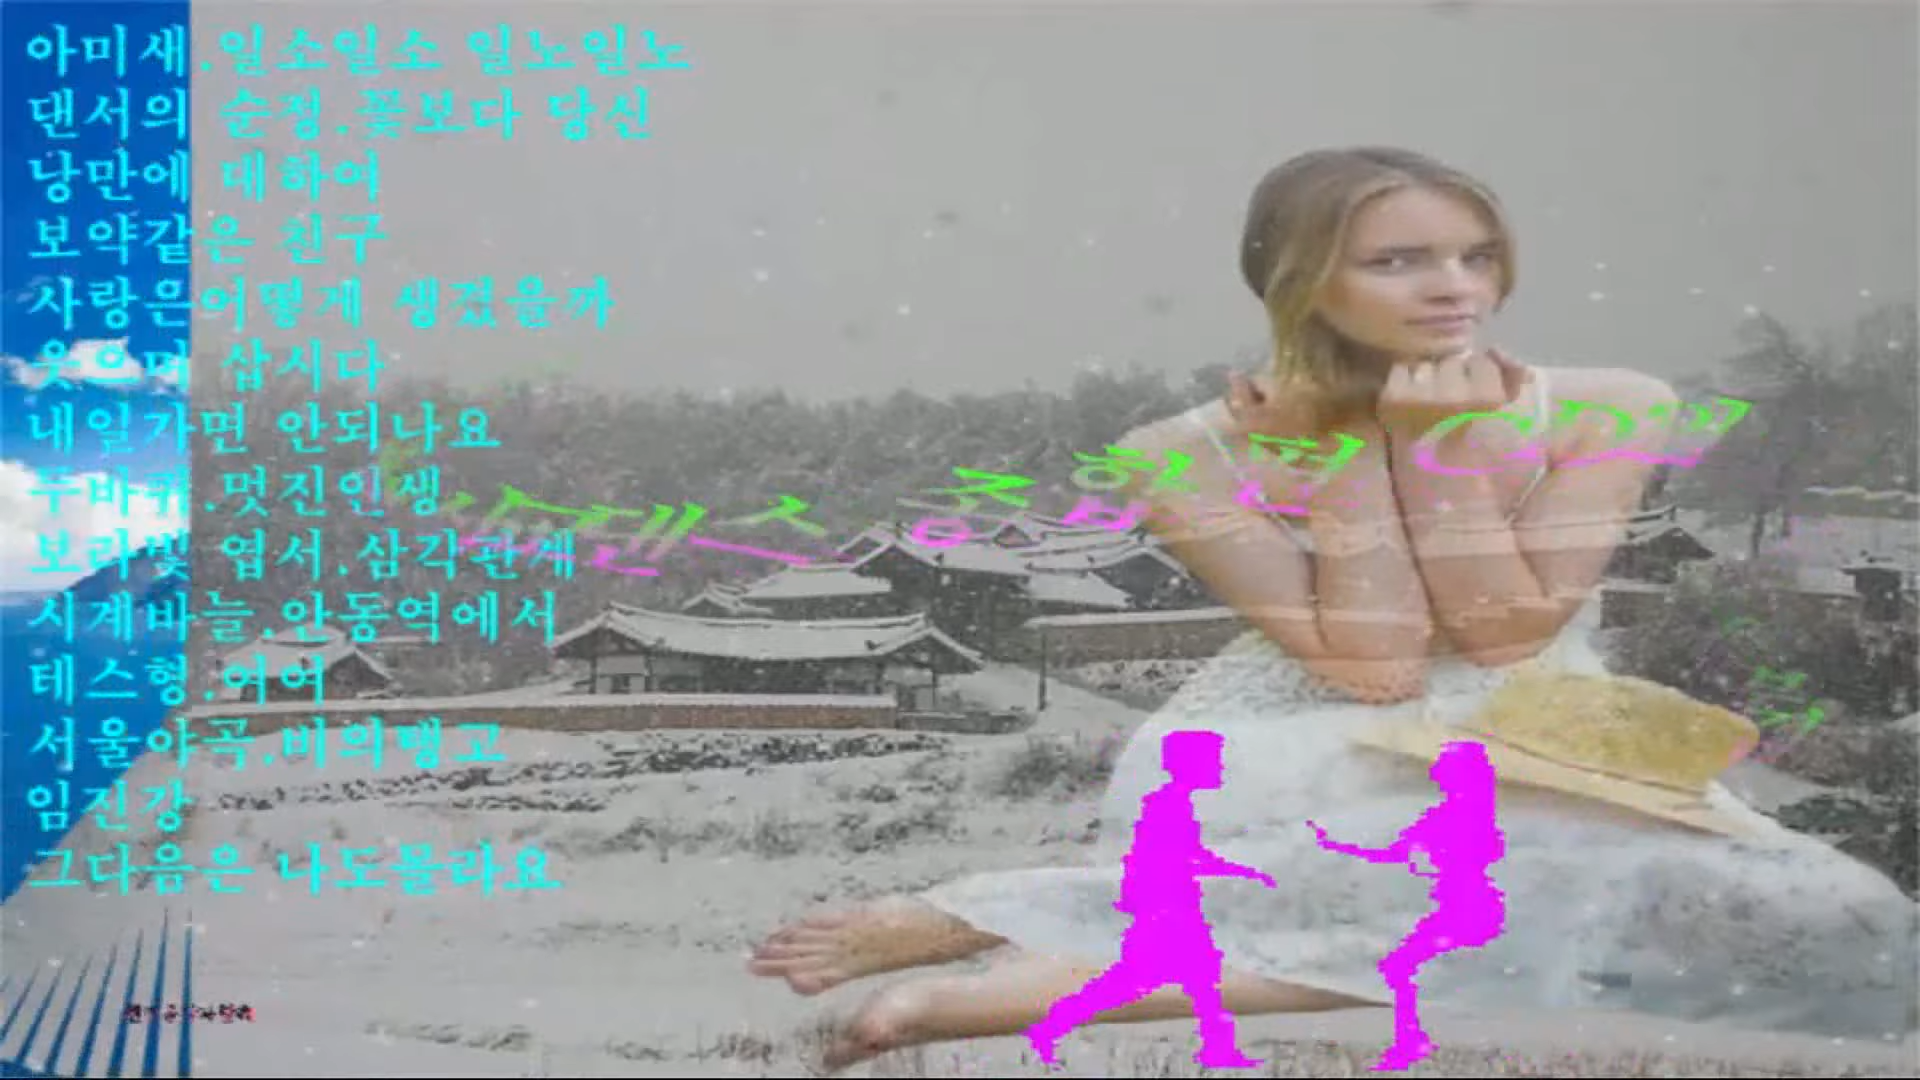 아미새.일소일소 일노일노
댄서의 순정.꽃보다 당신
낭만에 대하여
보약같은 친구
사랑은어떻게 생겼을까
웃으며 삽시다
내일가면 안되나요
두바퀴.멋진인생
보라빛 엽서.삼각관계
시계바늘.안동역에서
테스형.여여
서울야곡.비의탱고
임진강
그다음은 나도몰라요
댄스 종합편